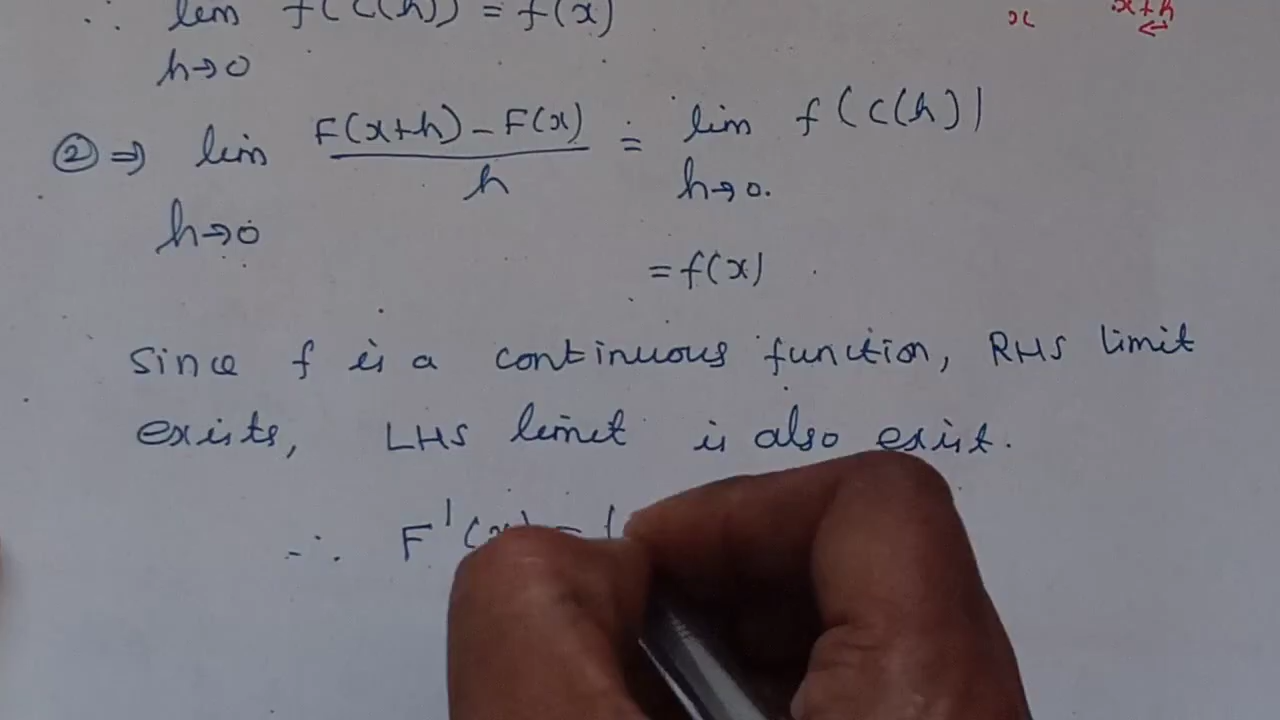 ∴ lim f(c(h)) = f(x)
h→0
x x+h
② ⇒ lim F(x+h) - F(x) / h = lim f(c(h))
h→0 h→0.
= f(x)
Since f is a continuous function, RHS limit
exists, LHS limit is also exist.
∴ F'(x) =